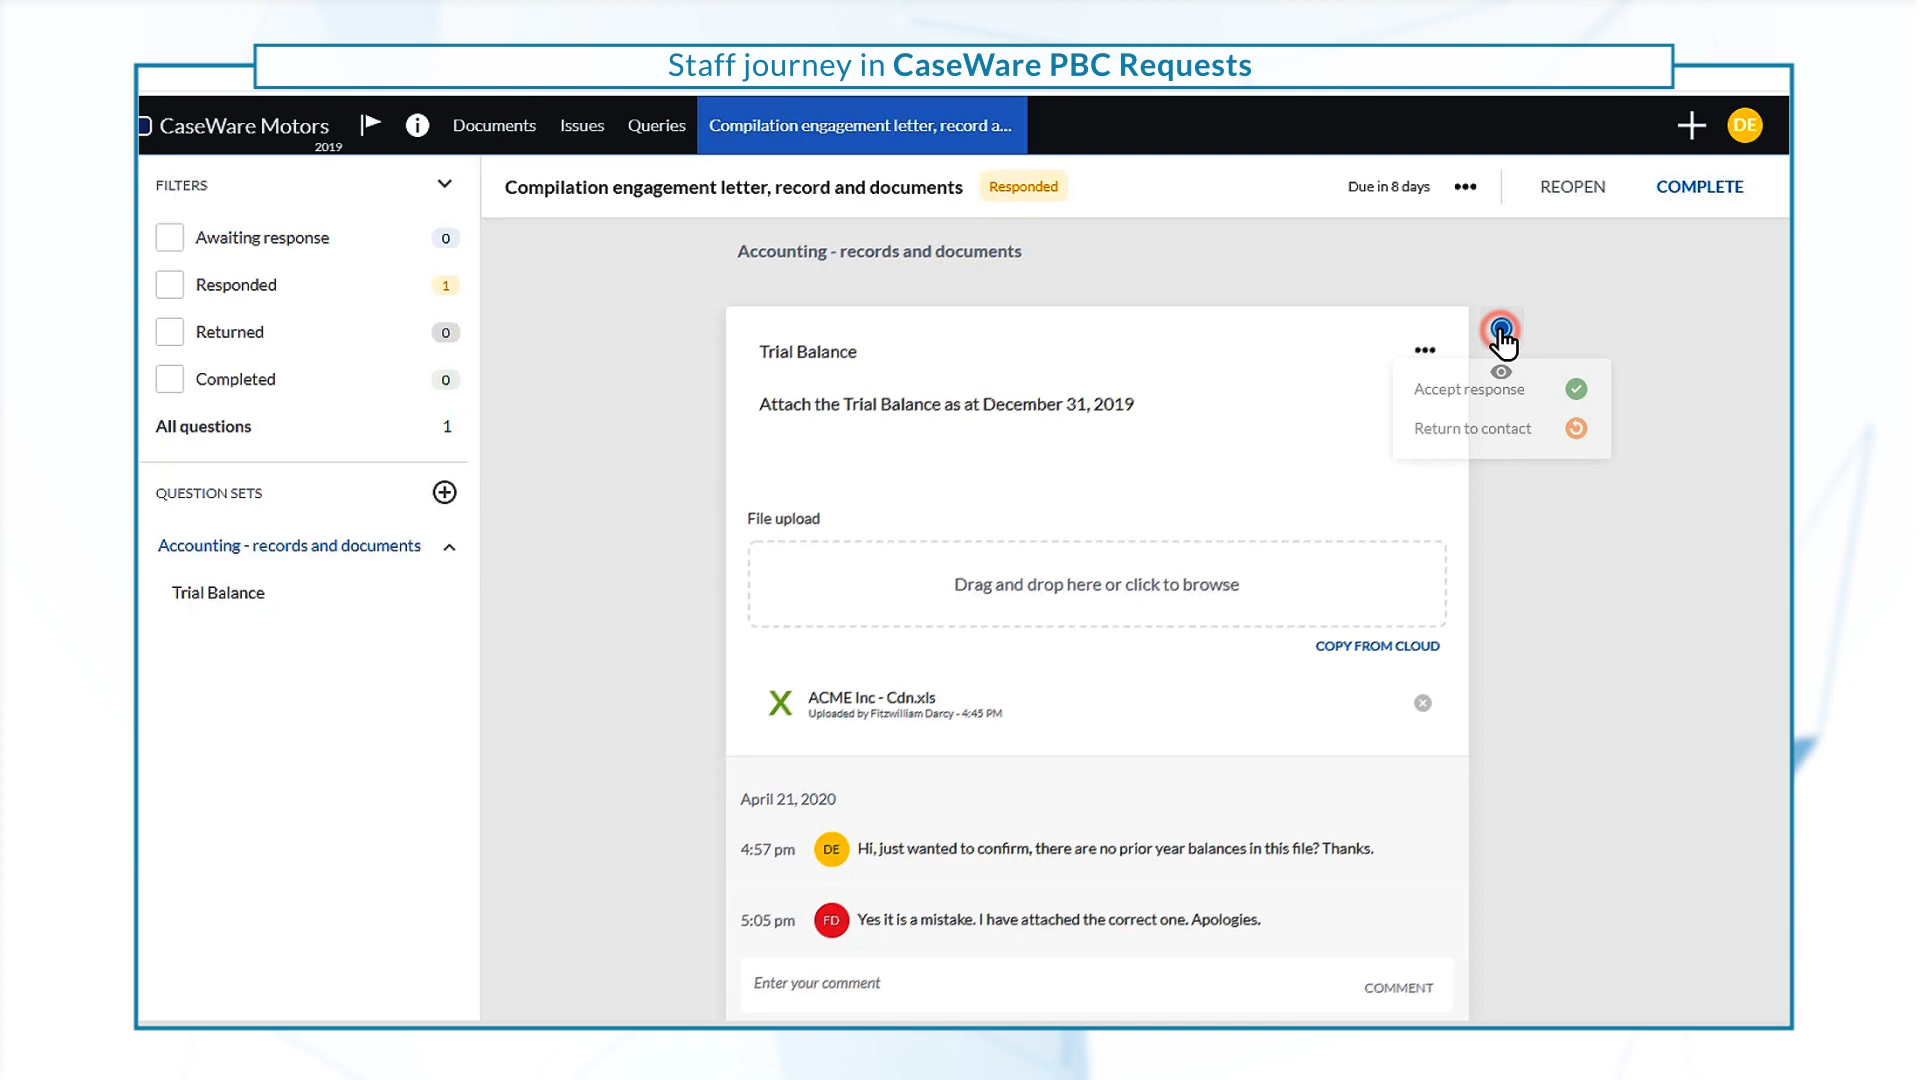 Staff journey in CaseWare PBC Requests
CaseWare Motors
2019
Documents
Issues
Queries
Compilation engagement letter, record a...
DE
FILTERS
Awaiting response 0
Responded 1
Returned 0
Completed 0
All questions 1
QUESTION SETS
Accounting - records and documents
Trial Balance
Compilation engagement letter, record and documents
Responded
Due in 8 days
REOPEN
COMPLETE
Accounting - records and documents
Trial Balance
Attach the Trial Balance as at December 31, 2019
Accept response
Return to contact
File upload
Drag and drop here or click to browse
COPY FROM CLOUD
ACME Inc - Cdn.xls
Uploaded by Fitzwilliam Darcy - 4:45 PM
April 21, 2020
4:57 pm DE Hi, just wanted to confirm, there are no prior year balances in this file? Thanks.
5:05 pm FD Yes it is a mistake. I have attached the correct one. Apologies.
Enter your comment
COMMENT